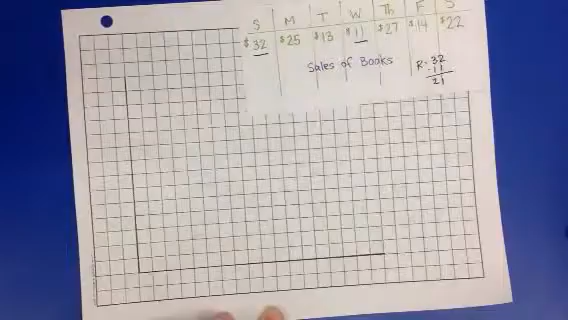 S M T W Th F S
$32 $25 $13 $11 $27 $14 $22
Sales of Books
R- 32
- 11
21